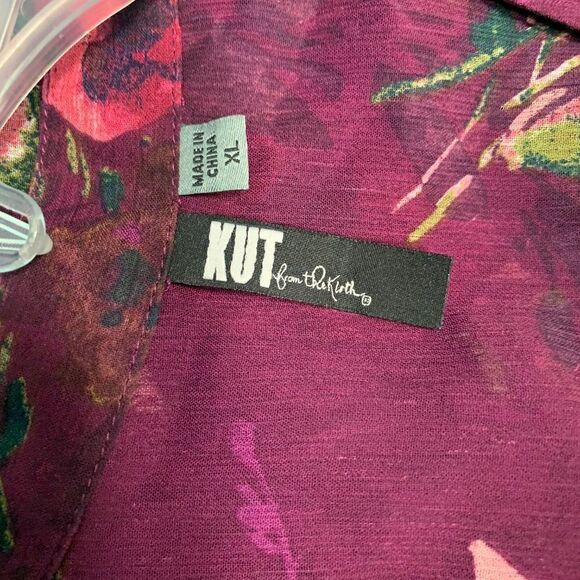 MADE IN
CHINA
XL
KUT from the Kloth ®